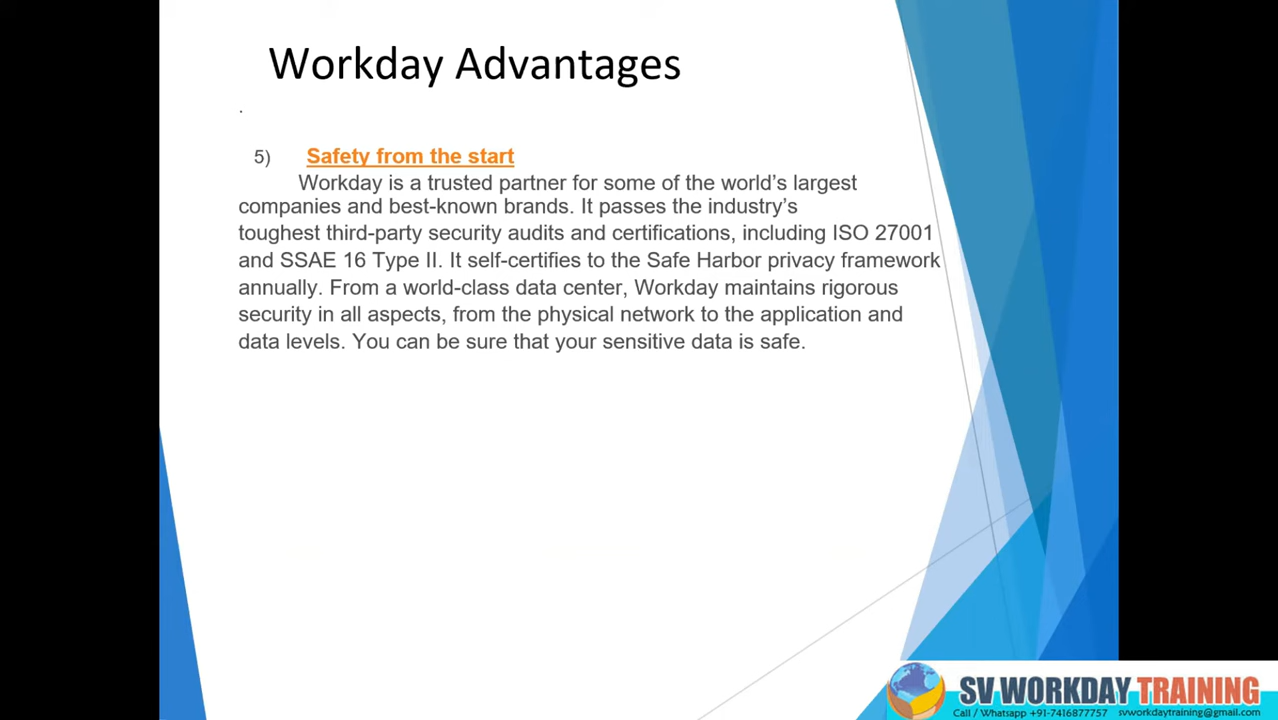 Workday Advantages
.
5) Safety from the start
Workday is a trusted partner for some of the world's largest
companies and best-known brands. It passes the industry's
toughest third-party security audits and certifications, including ISO 27001
and SSAE 16 Type II. It self-certifies to the Safe Harbor privacy framework
annually. From a world-class data center, Workday maintains rigorous
security in all aspects, from the physical network to the application and
data levels. You can be sure that your sensitive data is safe.
SV WORKDAY TRAINING
Call / Whatsapp +91-7416877757 svworkdaytraining@gmail.com